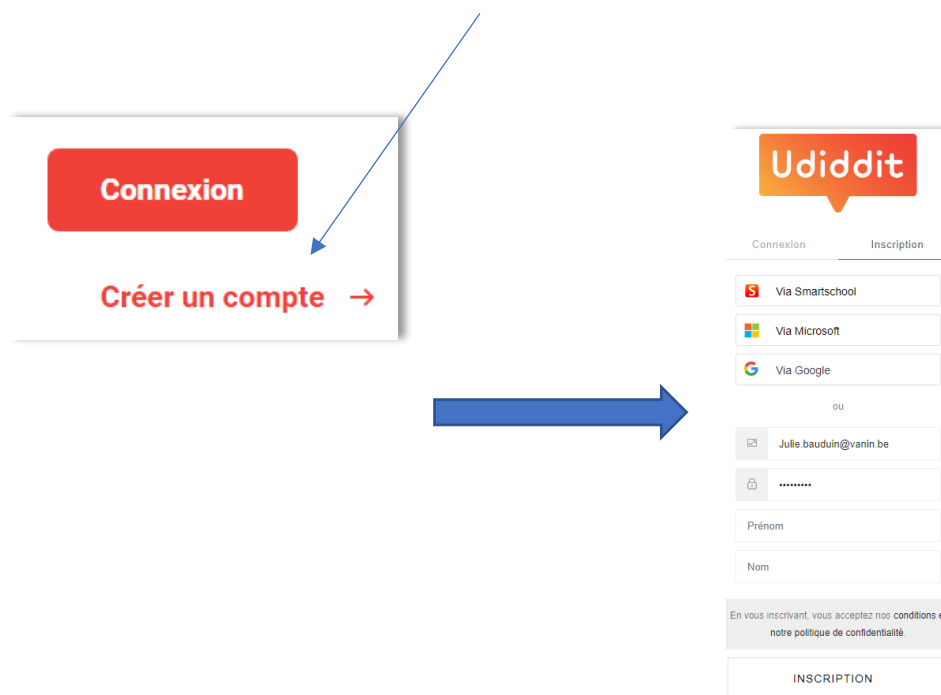 Connexion
Créer un compte →
Udiddit
Connexion Inscription
Via Smartschool
Via Microsoft
Via Google
ou
Julie.bauduin@vanin.be
•••••••••
Prénom
Nom
En vous inscrivant, vous acceptez nos conditions e
notre politique de confidentialité.
INSCRIPTION